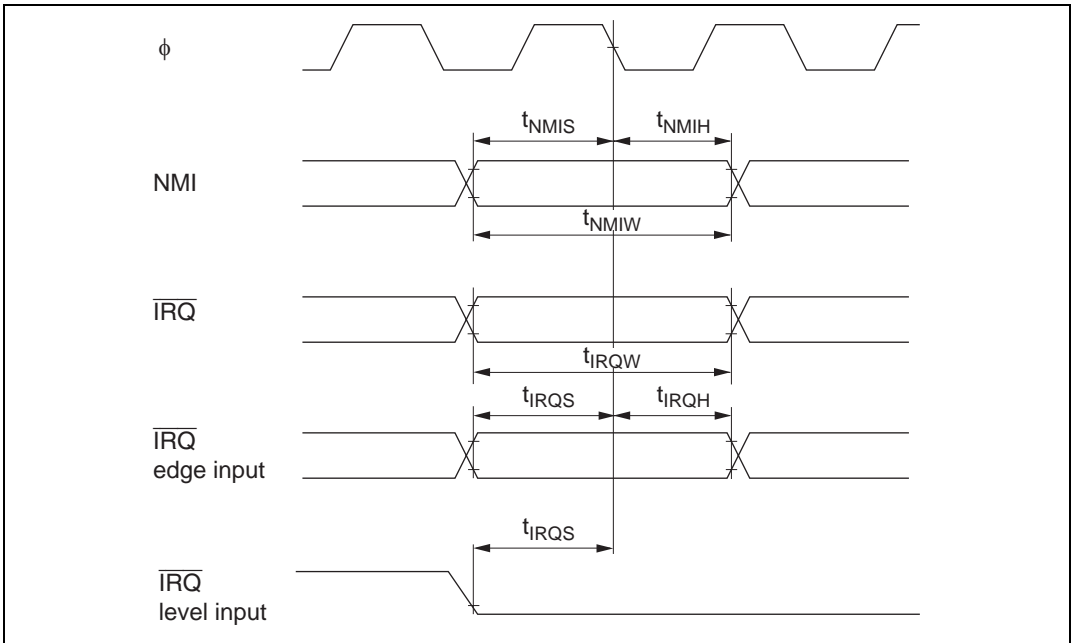 ϕ
tNMIS tNMIH
NMI
tNMIW
IRQ
tIRQW
tIRQS tIRQH
IRQ
edge input
tIRQS
IRQ
level input